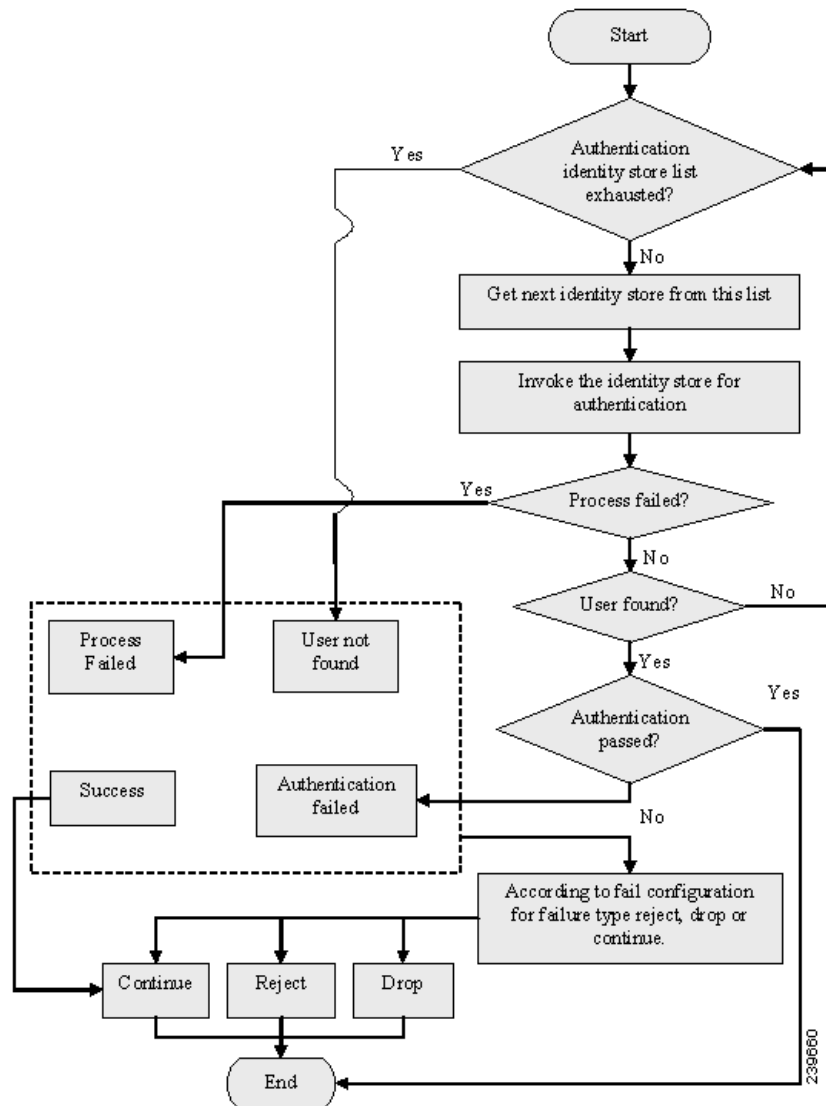 Start
Yes
Authentication
identity store list
exhausted?
No
Get next identity store from this list
Invoke the identity store for
authentication
Yes
Process failed?
No
User found?
No
Process
Failed
User not
found
Yes
Yes
Authentication
passed?
Success
Authentication
failed
No
According to fail configuration
for failure type reject, drop or
continue.
Continue
Reject
Drop
End
239660